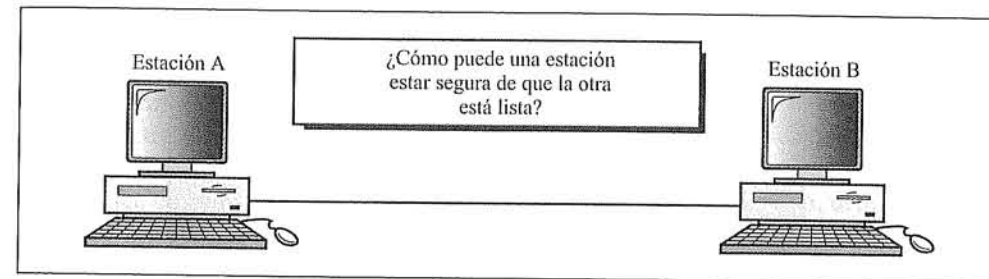 Estación A
¿Cómo puede una estación
estar segura de que la otra
está lista?
Estación B